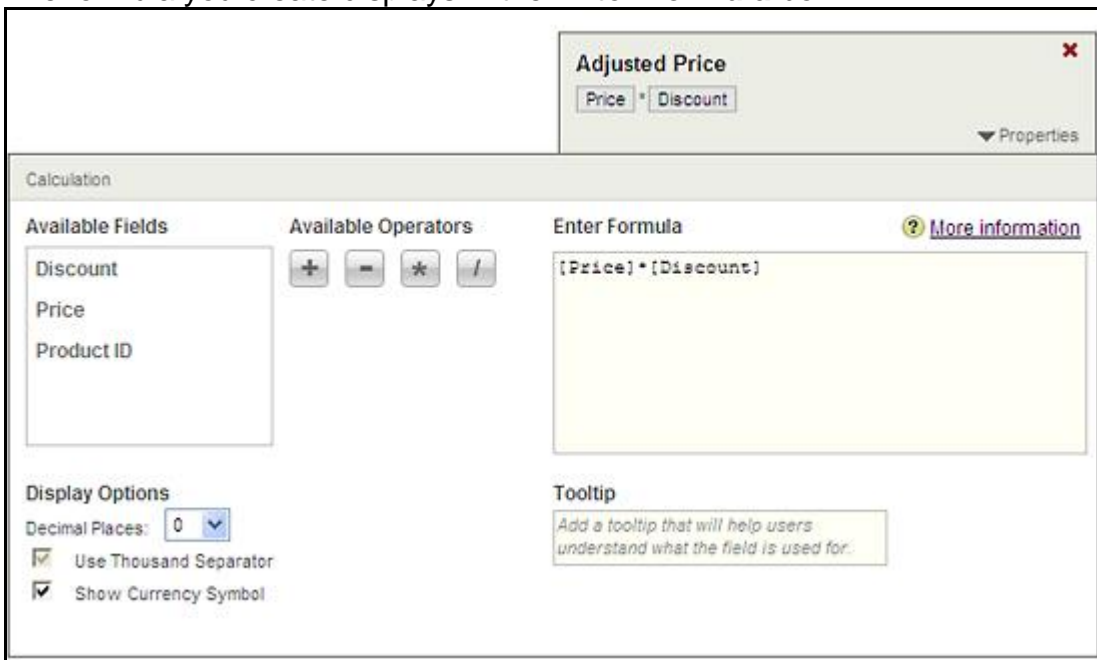 Adjusted Price
Price * Discount
Properties
Calculation
Available Fields
Available Operators
Enter Formula
? More information
Discount
Price
Product ID
+ - * /
[Price]*[Discount]
Display Options
Decimal Places: 0
Use Thousand Separator
Show Currency Symbol
Tooltip
Add a tooltip that will help users
understand what the field is used for.